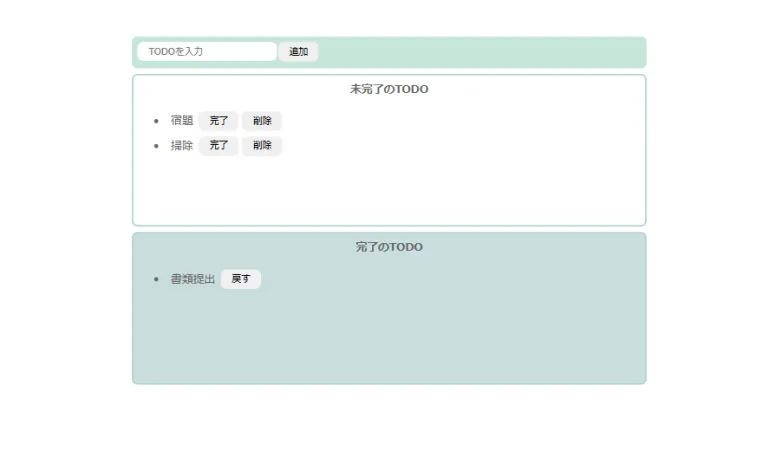 TODOを入力 追加
未完了のTODO
宿題 完了 削除
掃除 完了 削除
完了のTODO
書類提出 戻す